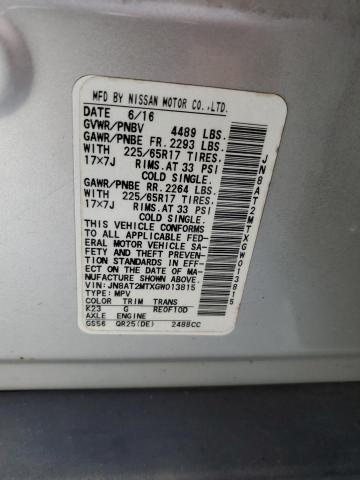 MFD BY NISSAN MOTOR CO.,LTD.
DATE 6/16
GVWR/PNBV 4489 LBS.
GAWR/PNBE FR. 2293 LBS.
WITH 225/65R17 TIRES,
17×7J RIMS.AT 33 PSI
COLD SINGLE.
GAWR/PNBE RR. 2264 LBS.
WITH 225/65R17 TIRES,
17×7J RIMS.AT 33 PSI
COLD SINGLE.
THIS VEHICLE CONFORMS
TO ALL APPLICABLE FED-
ERAL MOTOR VEHICLE SA-
FETY AND THEFT PREVEN-
TION STANDARDS IN EFF-
ECT ON THE DATE OF MA-
NUFACTURE SHOWN ABOVE.
VIN:JN8AT2MTXGW013815
TYPE: MPV
COLOR TRIM TRANS
K23 G RE0F10D
AXLE ENGINE
GS56 QR25(DE) 2488CC
JN8AT2MTXGW013815